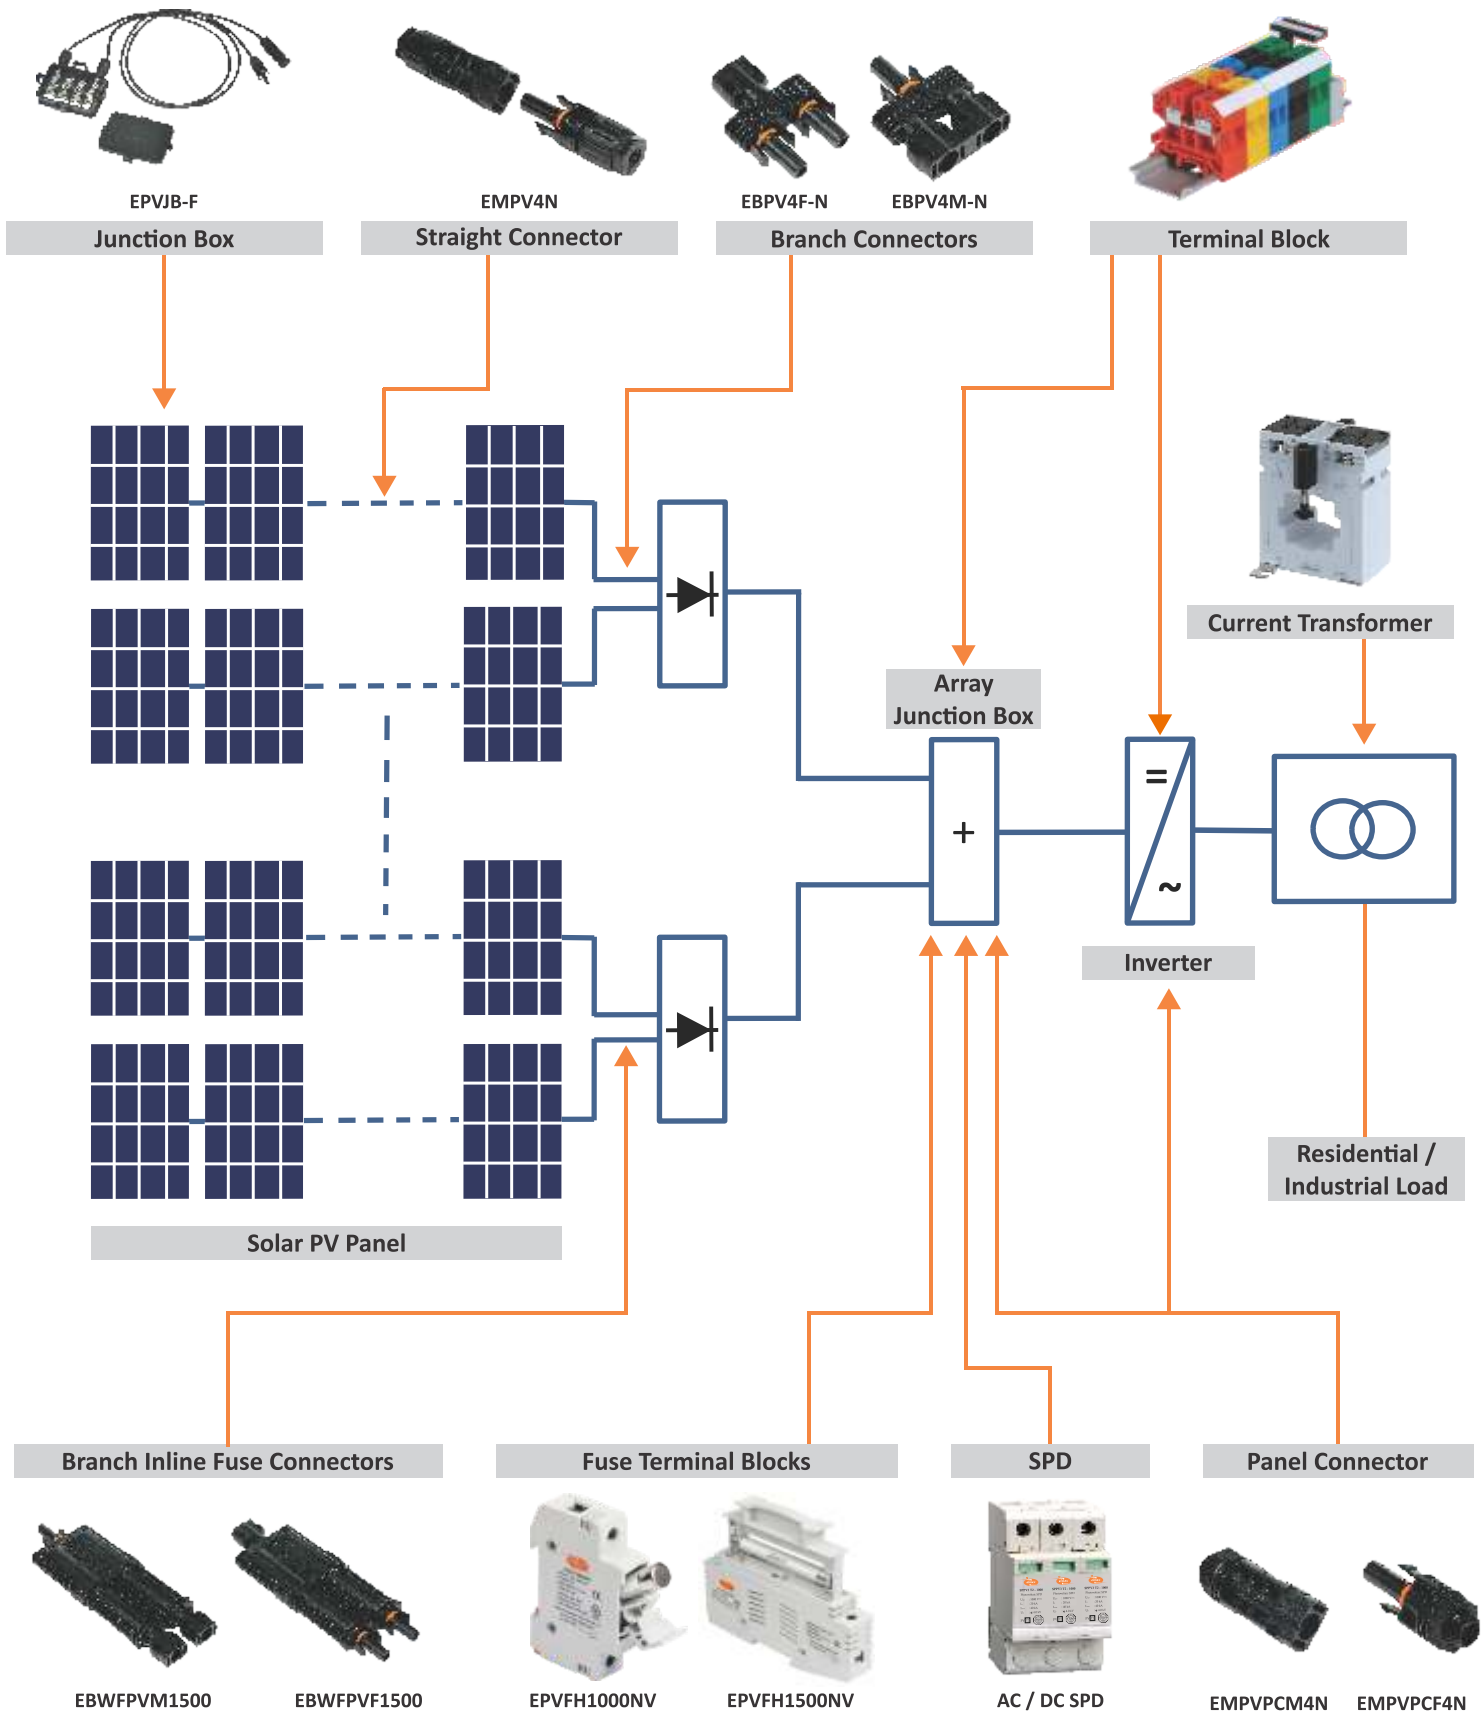 EPVJB-F
EMPV4N
EBPV4F-N
EBPV4M-N
Junction Box
Straight Connector
Branch Connectors
Terminal Block
Current Transformer
Array
Junction Box
+
=
~
Inverter
Residential /
Industrial Load
Solar PV Panel
Branch Inline Fuse Connectors
Fuse Terminal Blocks
SPD
Panel Connector
EBWFPVM1500
EBWFPVF1500
EPVFH1000NV
EPVFH1500NV
AC / DC SPD
EMPVPCM4N
EMPVPCF4N